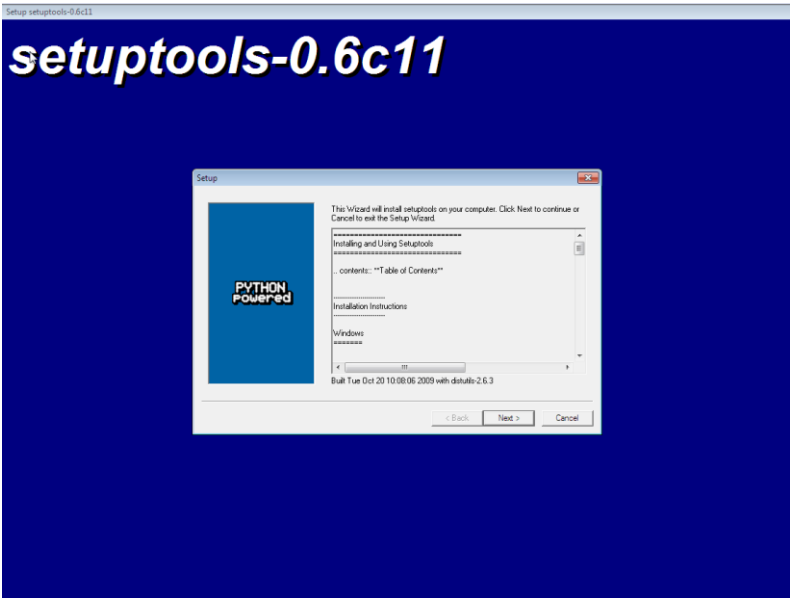 Setup setuptools-0.6c11
setuptools-0.6c11
Setup
This Wizard will install setuptools on your computer. Click Next to continue or
Cancel to exit the Setup Wizard.
===============================
Installing and Using Setuptools
===============================
.. contents:: **Table of Contents**
-------------------------
Installation Instructions
-------------------------
Windows
=======
PYTHON
Powered
Built Tue Oct 20 10:08:06 2009 with distutils-2.6.3
< Back
Next >
Cancel